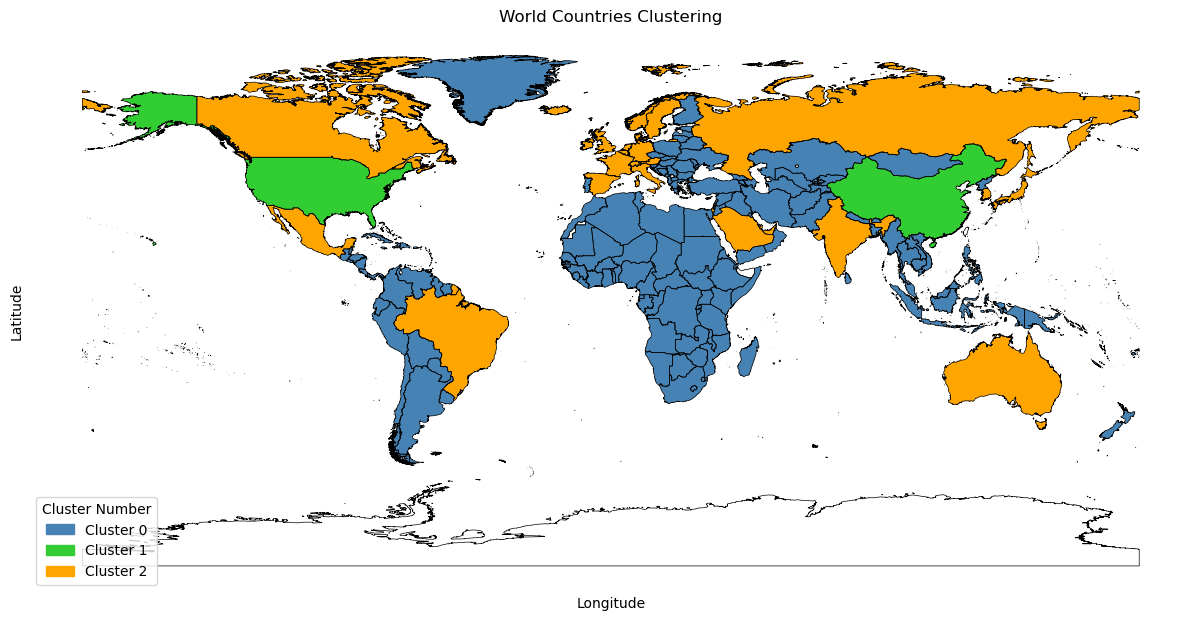 World Countries Clustering
Latitude
Cluster Number
Cluster 0
Cluster 1
Cluster 2
Longitude